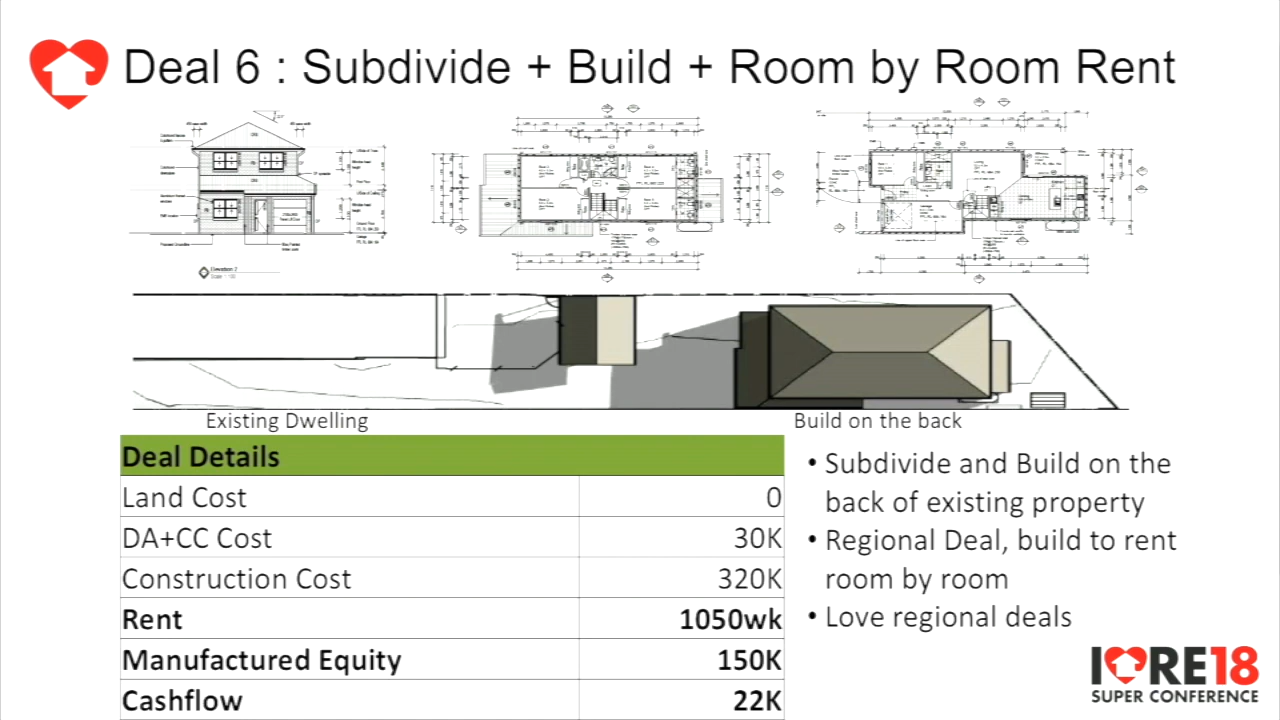 Deal 6 : Subdivide + Build + Room by Room Rent
Elevation 2
Existing Dwelling
Build on the back
Deal Details
Land Cost 0
DA+CC Cost 30K
Construction Cost 320K
Rent 1050wk
Manufactured Equity 150K
Cashflow 22K
• Subdivide and Build on the
back of existing property
• Regional Deal, build to rent
room by room
• Love regional deals
I RE18
SUPER CONFERENCE